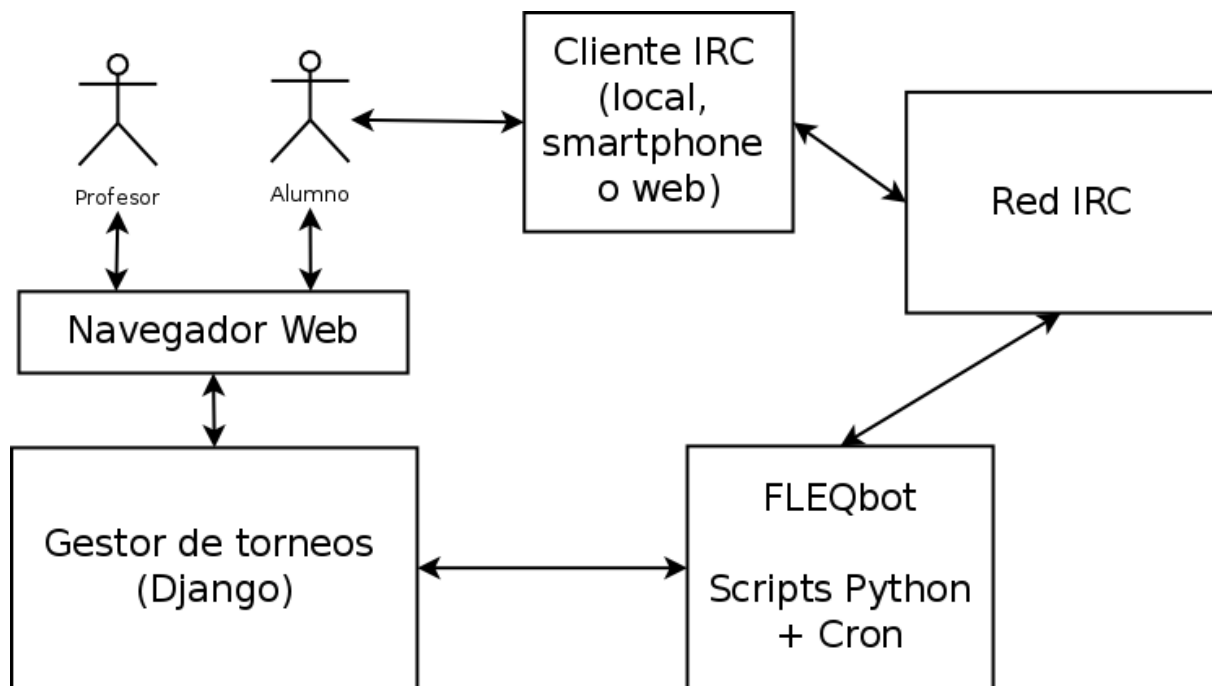 Cliente IRC
(local,
smartphone
o web)
Profesor
Alumno
Red IRC
Navegador Web
Gestor de torneos
(Django)
FLEQbot
Scripts Python
+ Cron